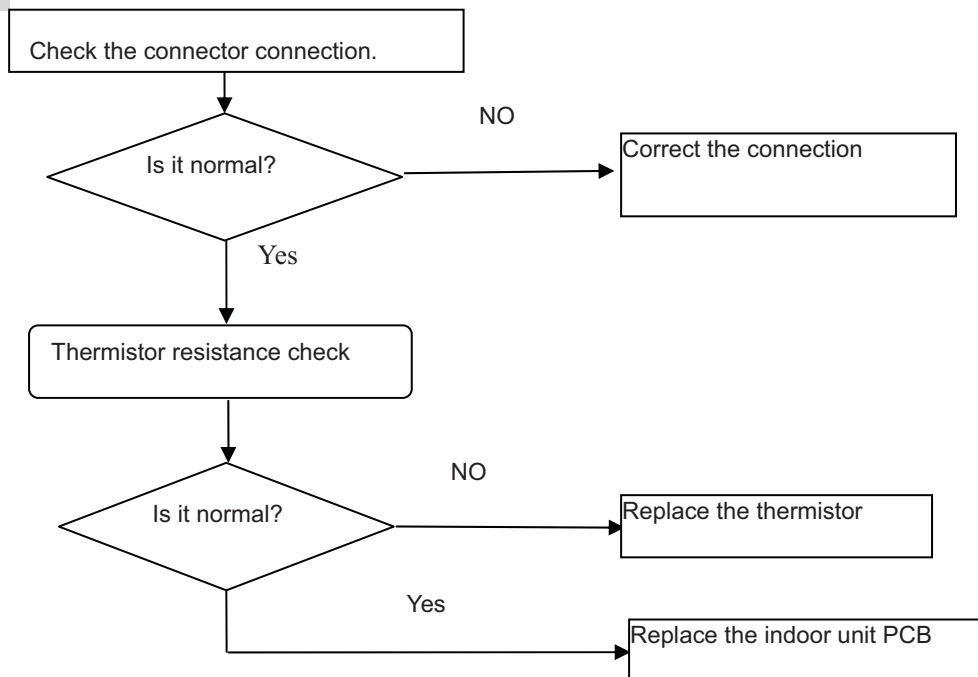 Check the connector connection.
NO
Is it normal?
Correct the connection
Yes
Thermistor resistance check
NO
Is it normal?
Replace the thermistor
Yes
Replace the indoor unit PCB